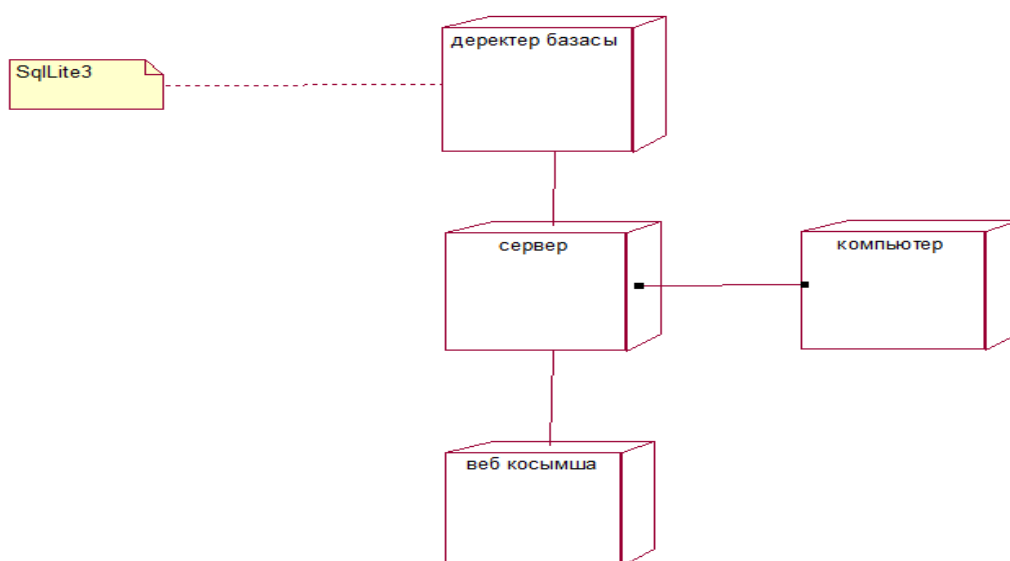 деректер базасы
SqlLite3
сервер
компьютер
веб косымша